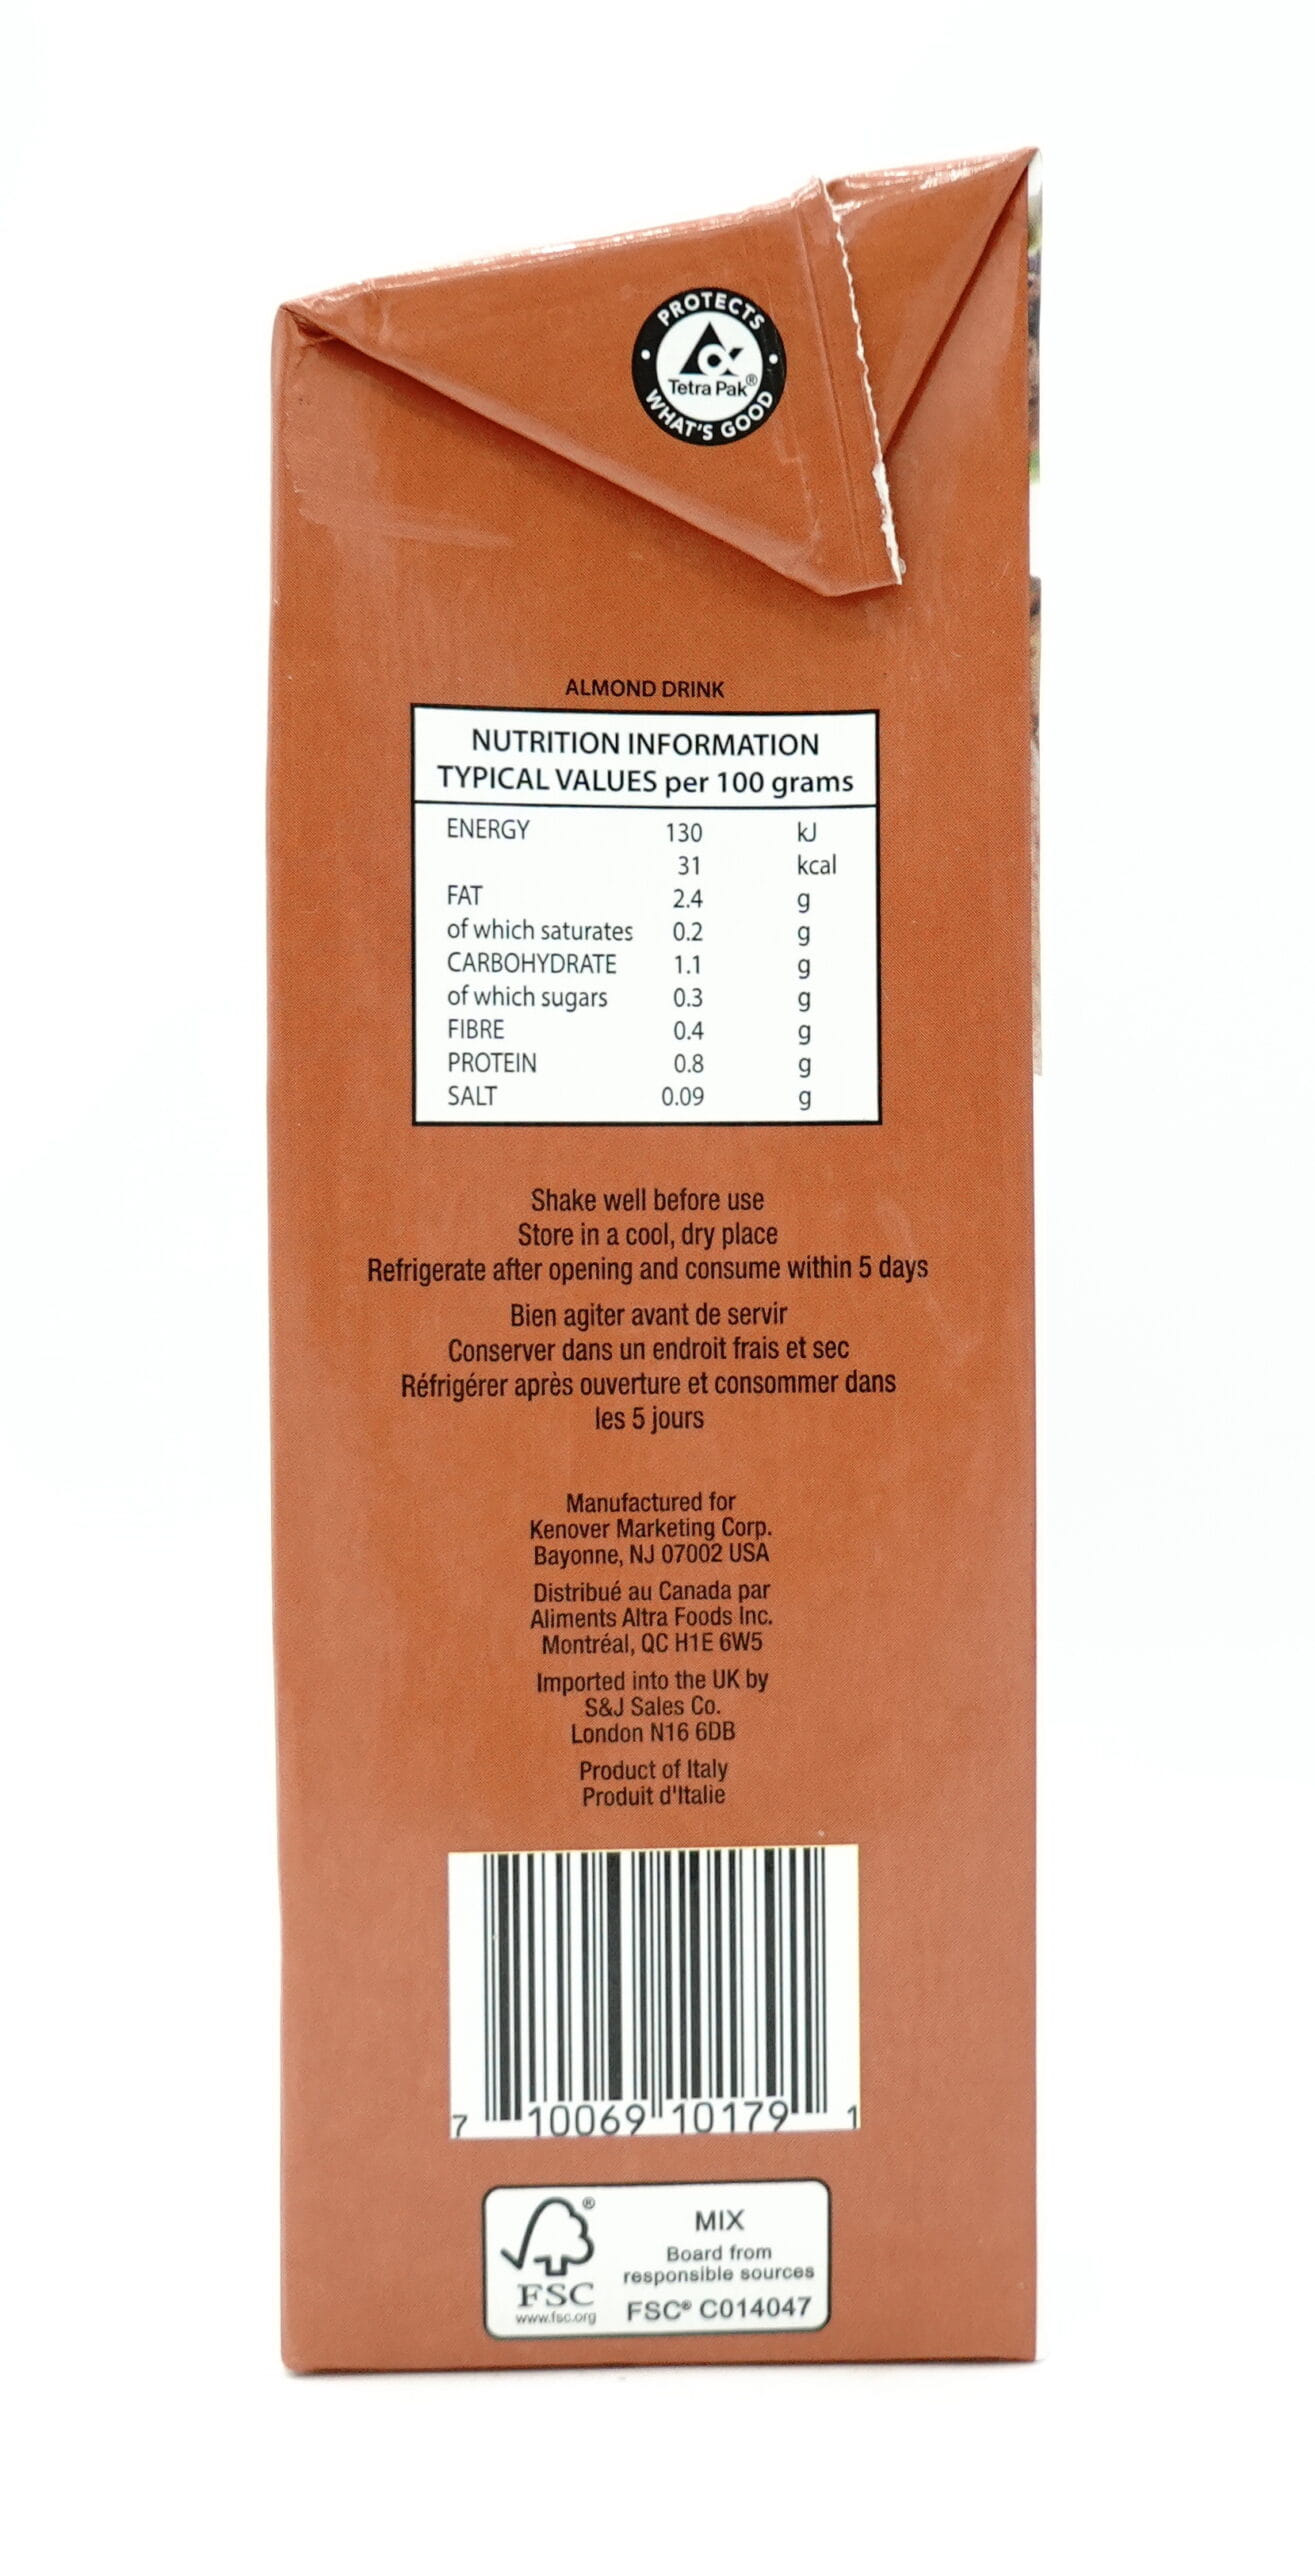 PROTECTS
Tetra Pak®
WHAT'S GOOD
ALMOND DRINK
NUTRITION INFORMATION
TYPICAL VALUES per 100 grams
ENERGY 130 kJ
31 kcal
FAT 2.4 g
of which saturates 0.2 g
CARBOHYDRATE 1.1 g
of which sugars 0.3 g
FIBRE 0.4 g
PROTEIN 0.8 g
SALT 0.09 g
Shake well before use
Store in a cool, dry place
Refrigerate after opening and consume within 5 days
Bien agiter avant de servir
Conserver dans un endroit frais et sec
Réfrigérer après ouverture et consommer dans
les 5 jours
Manufactured for
Kenover Marketing Corp.
Bayonne, NJ 07002 USA
Distribué au Canada par
Aliments Altra Foods Inc.
Montréal, QC H1E 6W5
Imported into the UK by
S&J Sales Co.
London N16 6DB
Product of Italy
Produit d'Italie
7 10069 10179 1
MIX
Board from
responsible sources
FSC® C014047
®
FSC
www.fsc.org